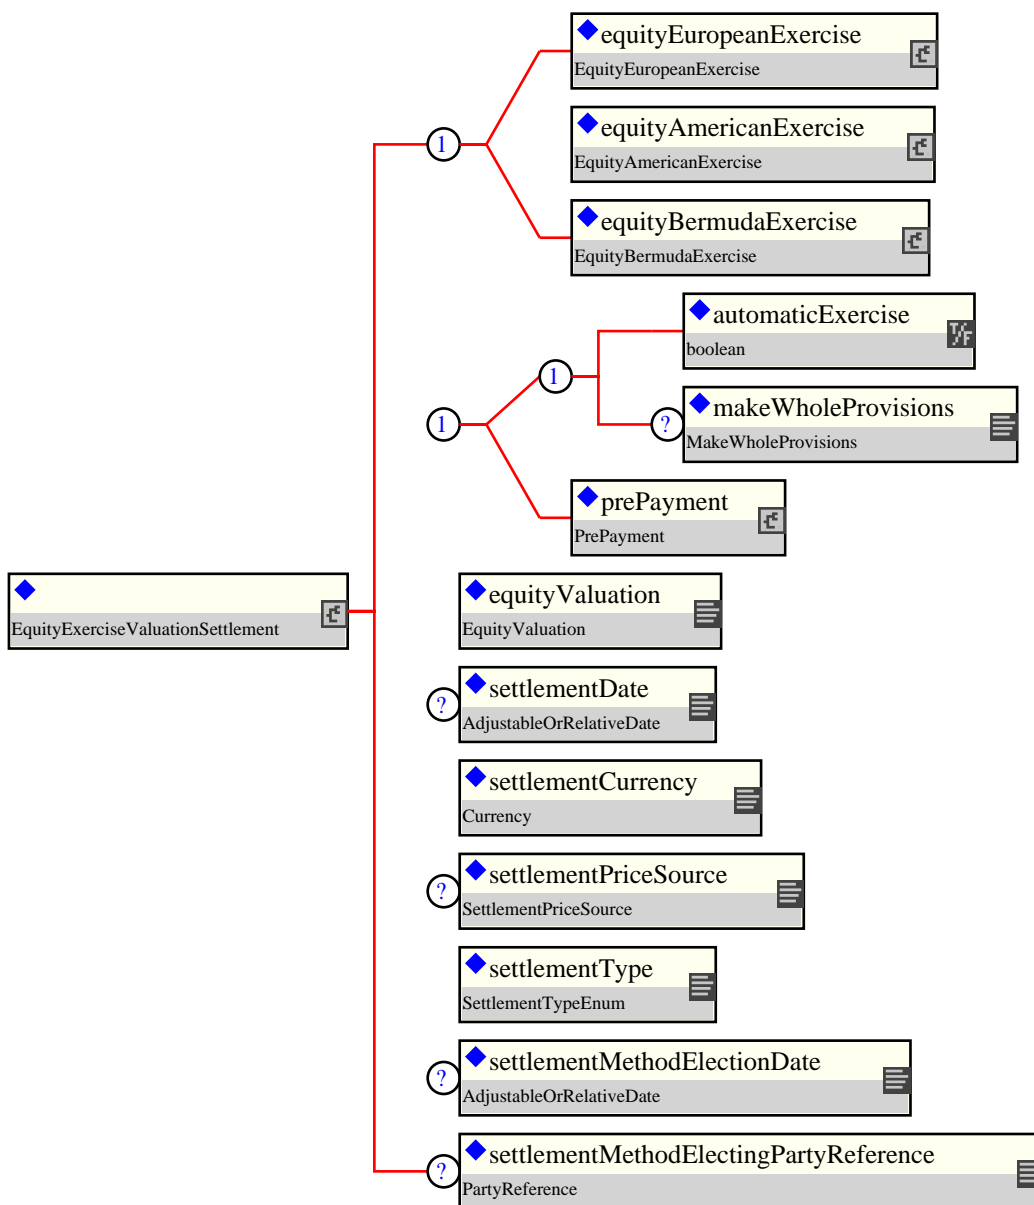 equityEuropeanExercise
EquityEuropeanExercise
equityAmericanExercise
EquityAmericanExercise
1
equityBermudaExercise
EquityBermudaExercise
automaticExercise
boolean
T/F
1
makeWholeProvisions
MakeWholeProvisions
?
1
prePayment
PrePayment
EquityExerciseValuationSettlement
equityValuation
EquityValuation
settlementDate
AdjustableOrRelativeDate
?
settlementCurrency
Currency
settlementPriceSource
SettlementPriceSource
?
settlementType
SettlementTypeEnum
settlementMethodElectionDate
AdjustableOrRelativeDate
?
settlementMethodElectingPartyReference
PartyReference
?